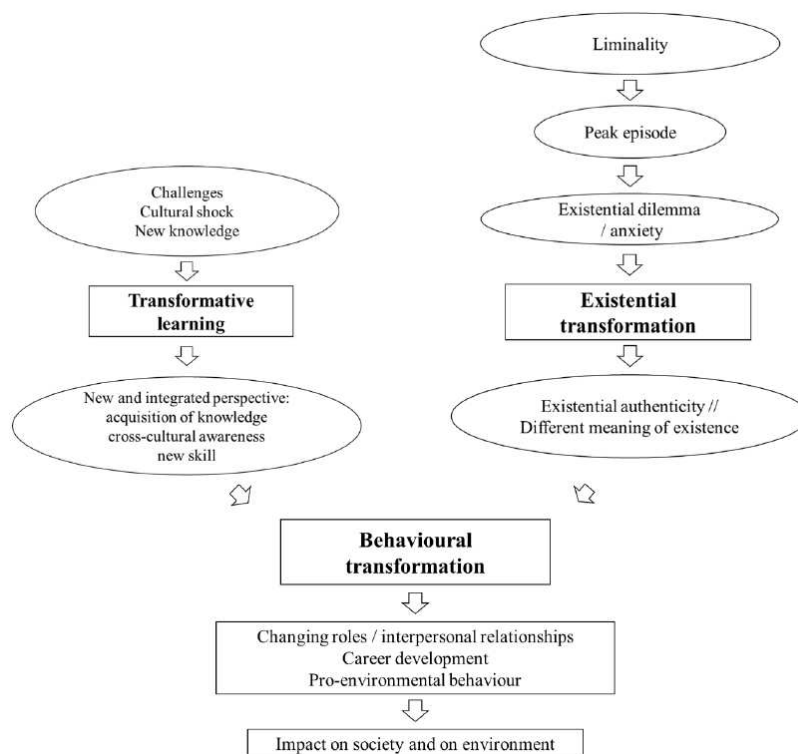 Liminality
Peak episode
Challenges
Cultural shock
New knowledge
Existential dilemma
/ anxiety
Transformative
learning
Existential
transformation
New and integrated perspective:
acquisition of knowledge
cross-cultural awareness
new skill
Existential authenticity //
Different meaning of existence
Behavioural
transformation
Changing roles / interpersonal relationships
Career development
Pro-environmental behaviour
Impact on society and on environment